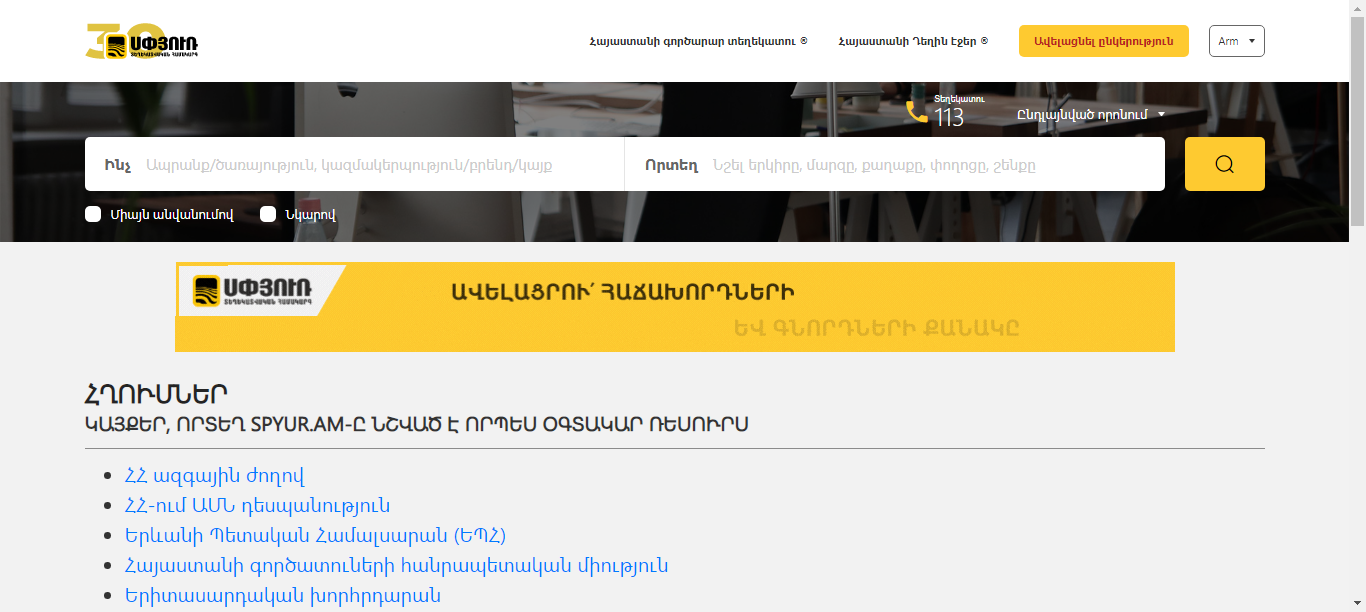 30 ՍՓՅՈՒՌ
ՏԵՂԵԿԱՏՎԱԿԱՆ ՀԱՄԱԿԱՐԳ
Հայաստանի գործարար տեղեկատու ®
Հայաստանի Դեղին էջեր ®
Ավելացնել ընկերություն
Arm
Տեղեկատու
113
Ընդլայնված որոնում
Ինչ Ապրանք/ծառայություն, կազմակերպություն/բրենդ/կայք
Որտեղ Նշել երկիրը, մարզը, քաղաքը, փողոցը, շենքը
Միայն անվանումով
Նկարով
ՍՓՅՈՒՌ
ՏԵՂԵԿԱՏՎԱԿԱՆ ՀԱՄԱԿԱՐԳ
ԱՎԵԼԱՑՐՈՒ՛ ՀԱՃԱԽՈՐԴՆԵՐԻ
ԵՎ ԳՆՈՐԴՆԵՐԻ ՔԱՆԱԿԸ
ՀՂՈՒՄՆԵՐ
ԿԱՅՔԵՐ, ՈՐՏԵՂ SPYUR.AM-Ը ՆՇՎԱԾ Է ՈՐՊԵՍ ՕԳՏԱԿԱՐ ՌԵՍՈՒՐՍ
ՀՀ ազգային ժողով
ՀՀ-ում ԱՄՆ դեսպանություն
Երևանի Պետական Համալսարան (ԵՊՀ)
Հայաստանի գործատուների հանրապետական միություն
Երիտասարդական խորհրդարան